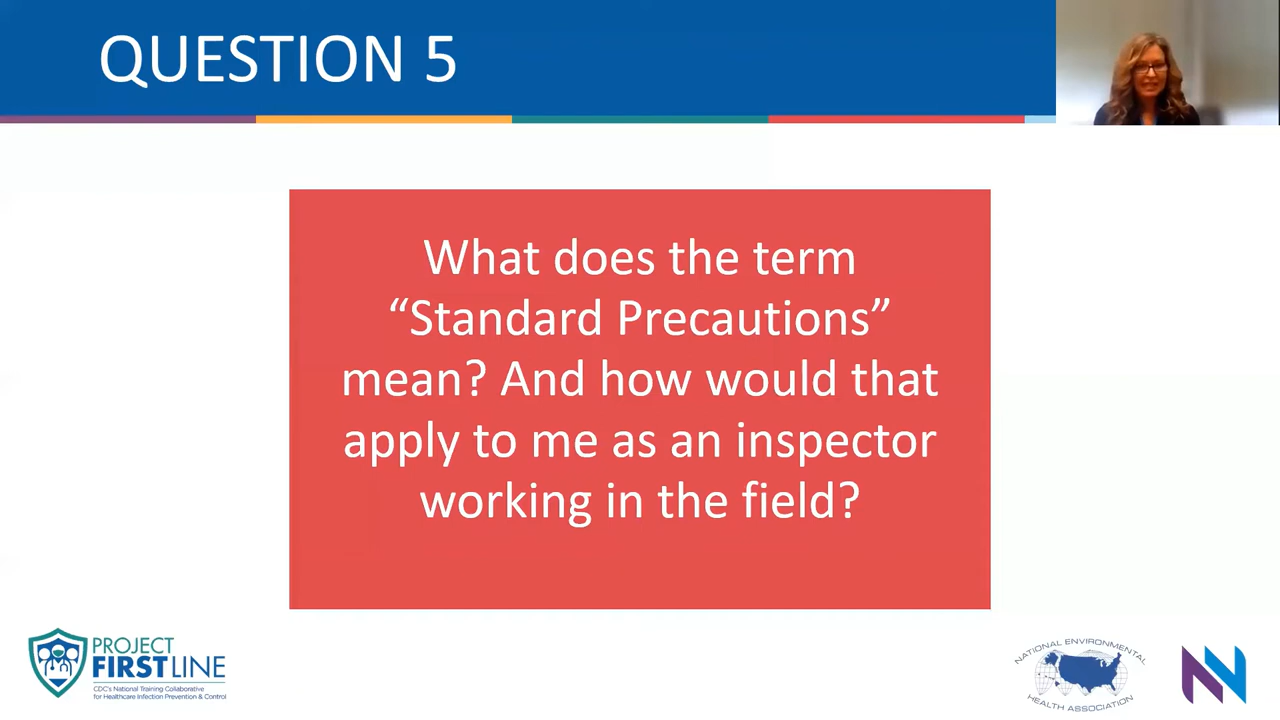 QUESTION 5
What does the term
“Standard Precautions”
mean? And how would that
apply to me as an inspector
working in the field?
PROJECT
FIRSTLINE
CDC's National Training Collaborative
for Healthcare Infection Prevention & Control
NATIONAL ENVIRONMENTAL
HEALTH ASSOCIATION